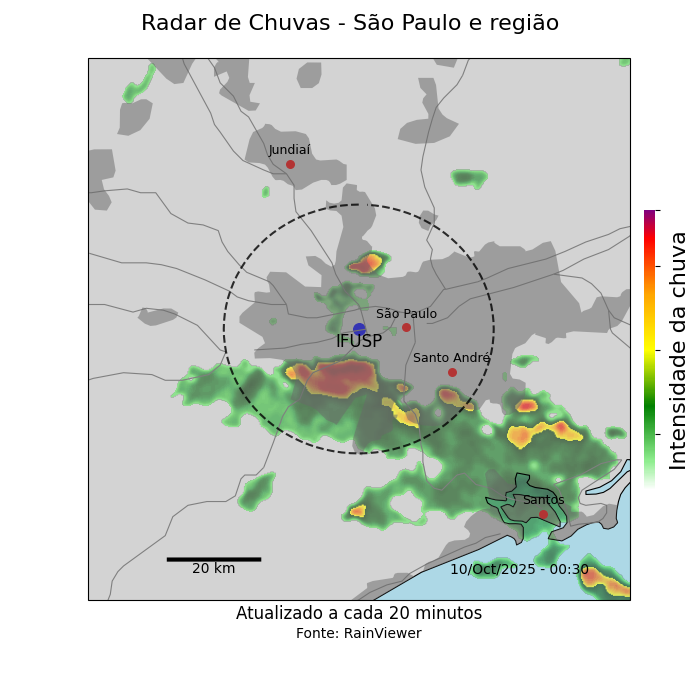 Radar de Chuvas - São Paulo e região
Jundiaí
São Paulo
IFUSP
Santo André
Santos
20 km
10/Oct/2025 - 00:30
Intensidade da chuva
Atualizado a cada 20 minutos
Fonte: RainViewer